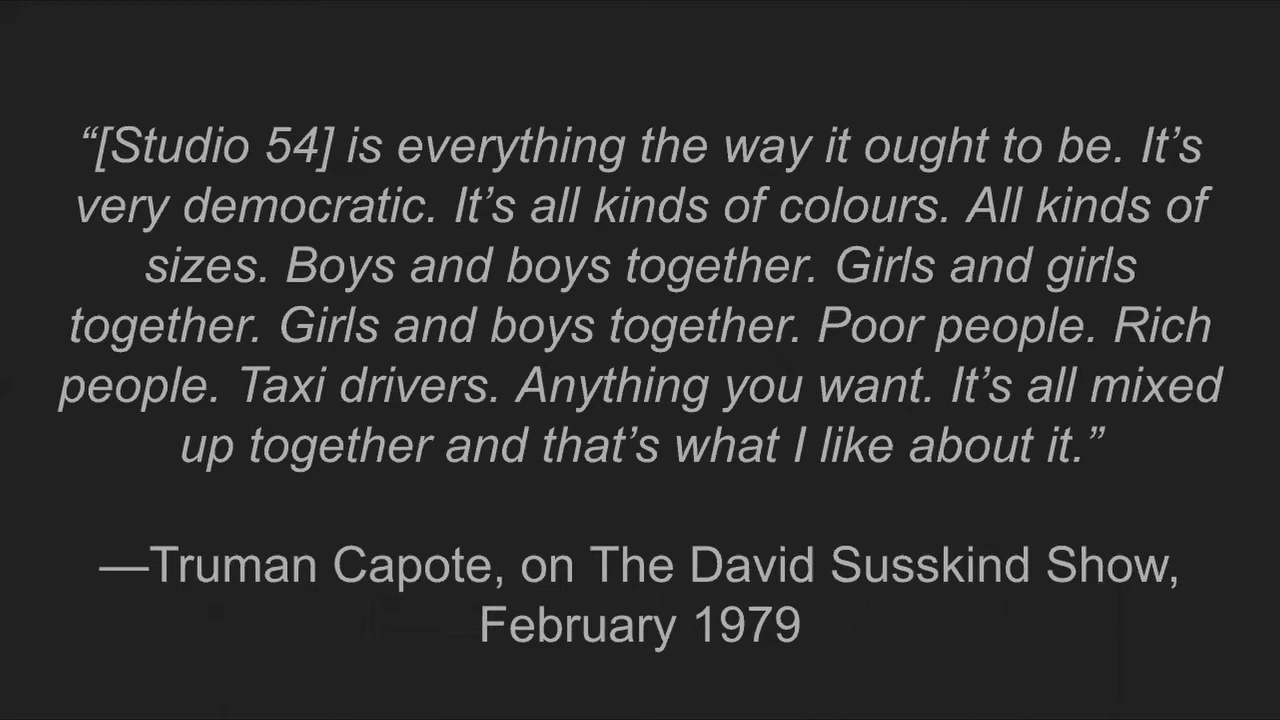 “[Studio 54] is everything the way it ought to be. It’s
very democratic. It’s all kinds of colours. All kinds of
sizes. Boys and boys together. Girls and girls
together. Girls and boys together. Poor people. Rich
people. Taxi drivers. Anything you want. It’s all mixed
up together and that’s what I like about it.”
—Truman Capote, on The David Susskind Show,
February 1979